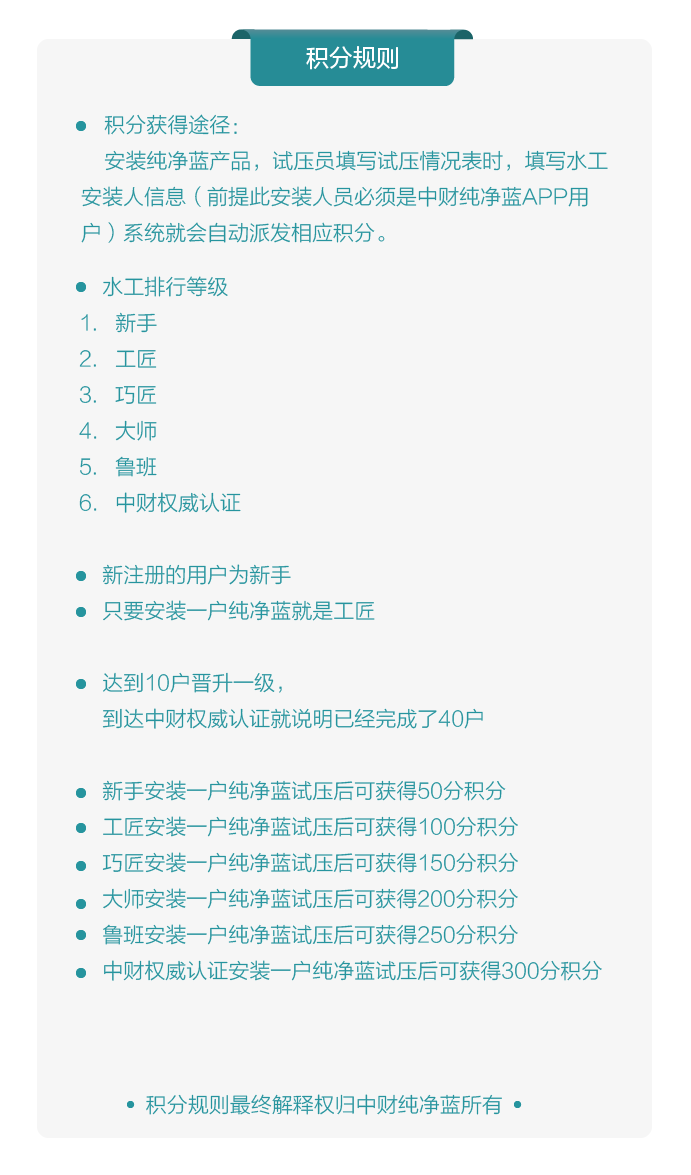 积分规则
● 积分获得途径：
安装纯净蓝产品，试压员填写试压情况表时，填写水工
安装人信息（前提此安装人员必须是中财纯净蓝APP用
户）系统就会自动派发相应积分。
● 水工排行等级
1. 新手
2. 工匠
3. 巧匠
4. 大师
5. 鲁班
6. 中财权威认证
● 新注册的用户为新手
● 只要安装一户纯净蓝就是工匠
● 达到10户晋升一级，
到达中财权威认证就说明已经完成了40户
● 新手安装一户纯净蓝试压后可获得50分积分
● 工匠安装一户纯净蓝试压后可获得100分积分
● 巧匠安装一户纯净蓝试压后可获得150分积分
● 大师安装一户纯净蓝试压后可获得200分积分
● 鲁班安装一户纯净蓝试压后可获得250分积分
● 中财权威认证安装一户纯净蓝试压后可获得300分积分
• 积分规则最终解释权归中财纯净蓝所有 •